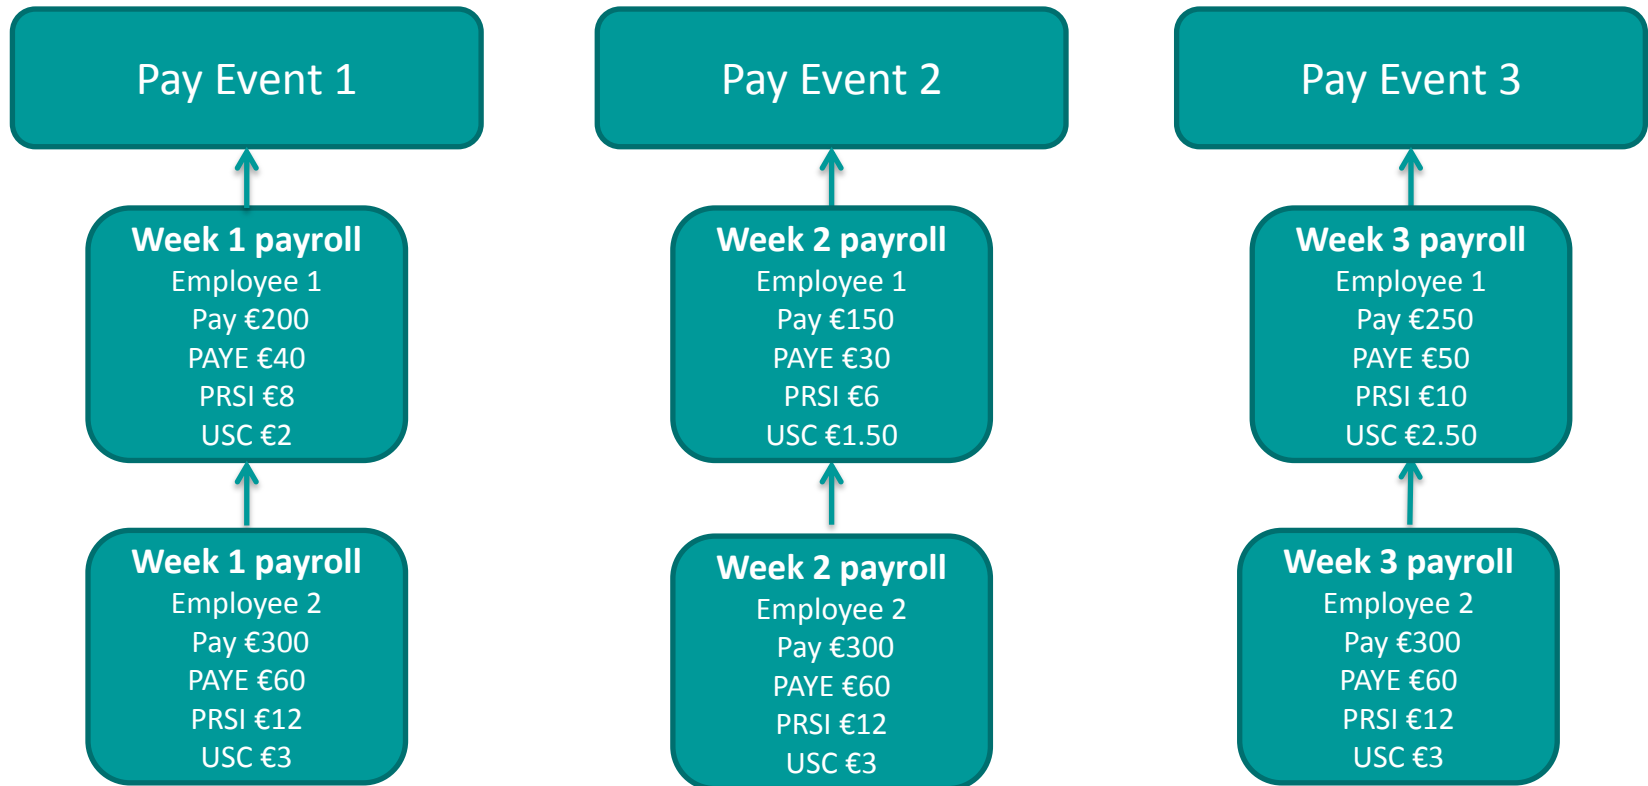 Pay Event 1
Pay Event 2
Pay Event 3
Week 1 payroll
Employee 1
Pay €200
PAYE €40
PRSI €8
USC €2
Week 2 payroll
Employee 1
Pay €150
PAYE €30
PRSI €6
USC €1.50
Week 3 payroll
Employee 1
Pay €250
PAYE €50
PRSI €10
USC €2.50
Week 1 payroll
Employee 2
Pay €300
PAYE €60
PRSI €12
USC €3
Week 2 payroll
Employee 2
Pay €300
PAYE €60
PRSI €12
USC €3
Week 3 payroll
Employee 2
Pay €300
PAYE €60
PRSI €12
USC €3